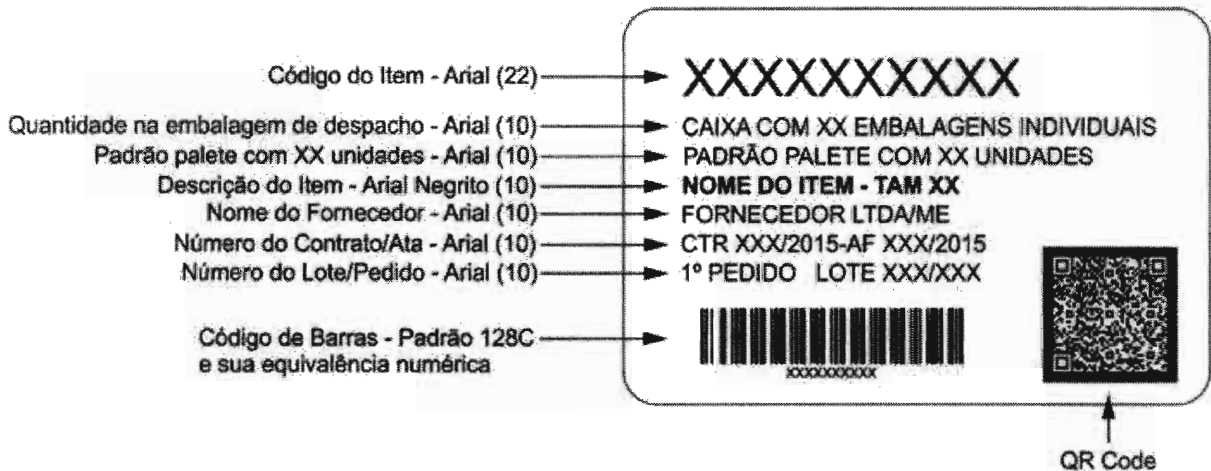 Código do Item - Arial (22) XXXXXXXXXX
Quantidade na embalagem de despacho - Arial (10) CAIXA COM XX EMBALAGENS INDIVIDUAIS
Padrão palete com XX unidades - Arial (10) PADRÃO PALETE COM XX UNIDADES
Descrição do Item - Arial Negrito (10) NOME DO ITEM - TAM XX
Nome do Fornecedor - Arial (10) FORNECEDOR LTDA/ME
Número do Contrato/Ata - Arial (10) CTR XXX/2015-AF XXX/2015
Número do Lote/Pedido - Arial (10) 1º PEDIDO LOTE XXX/XXX
Código de Barras - Padrão 128C
e sua equivalência numérica
xxxxxxxxxx
QR Code